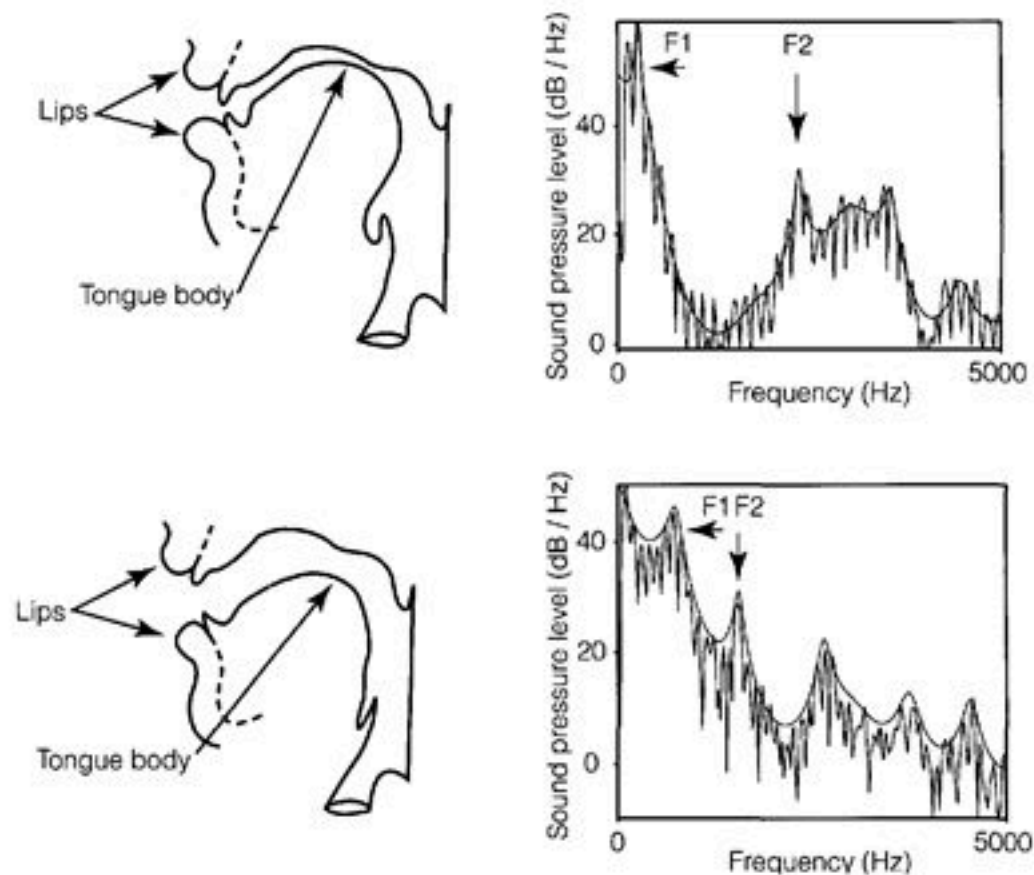 Lips
Tongue body
Sound pressure level (dB / Hz)
40
20
0
F1
F2
0
5000
Frequency (Hz)
Lips
Tongue body
Sound pressure level (dB / Hz)
40
20
0
F1 F2
0
5000
Frequency (Hz)